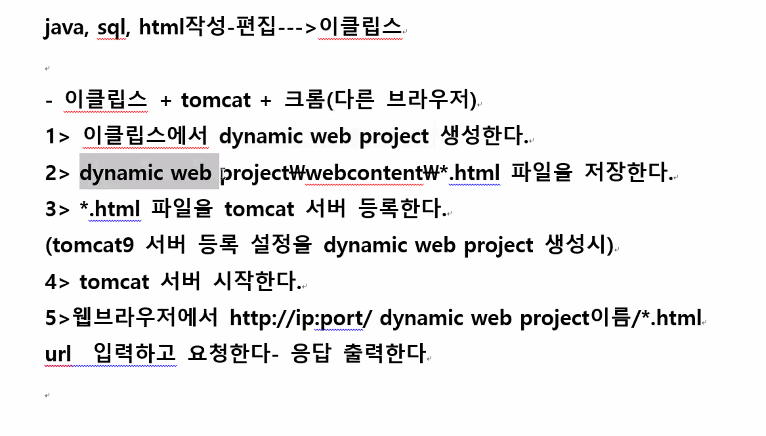 java, sql, html작성-편집--->이클립스
- 이클립스 + tomcat + 크롬(다른 브라우저)
1> 이클립스에서 dynamic web project 생성한다.
2> dynamic web project₩webcontent₩*.html 파일을 저장한다.
3> *.html 파일을 tomcat 서버 등록한다.
(tomcat9 서버 등록 설정을 dynamic web project 생성시)
4> tomcat 서버 시작한다.
5>웹브라우저에서 http://ip:port/ dynamic web project이름/*.html
url 입력하고 요청한다- 응답 출력한다